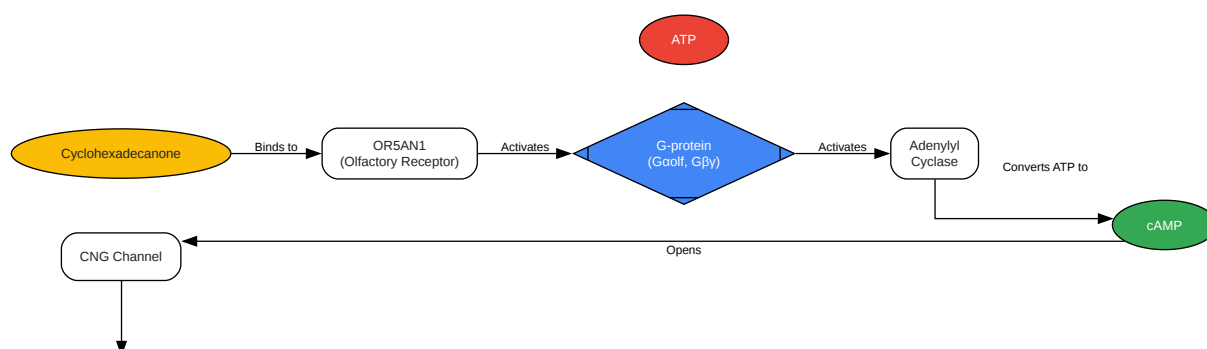 ATP
Cyclohexadecanone
Binds to
OR5AN1
(Olfactory Receptor)
Activates
G-protein
(Gαolf, Gβγ)
Activates
Adenylyl
Cyclase
Converts ATP to
cAMP
Opens
CNG Channel